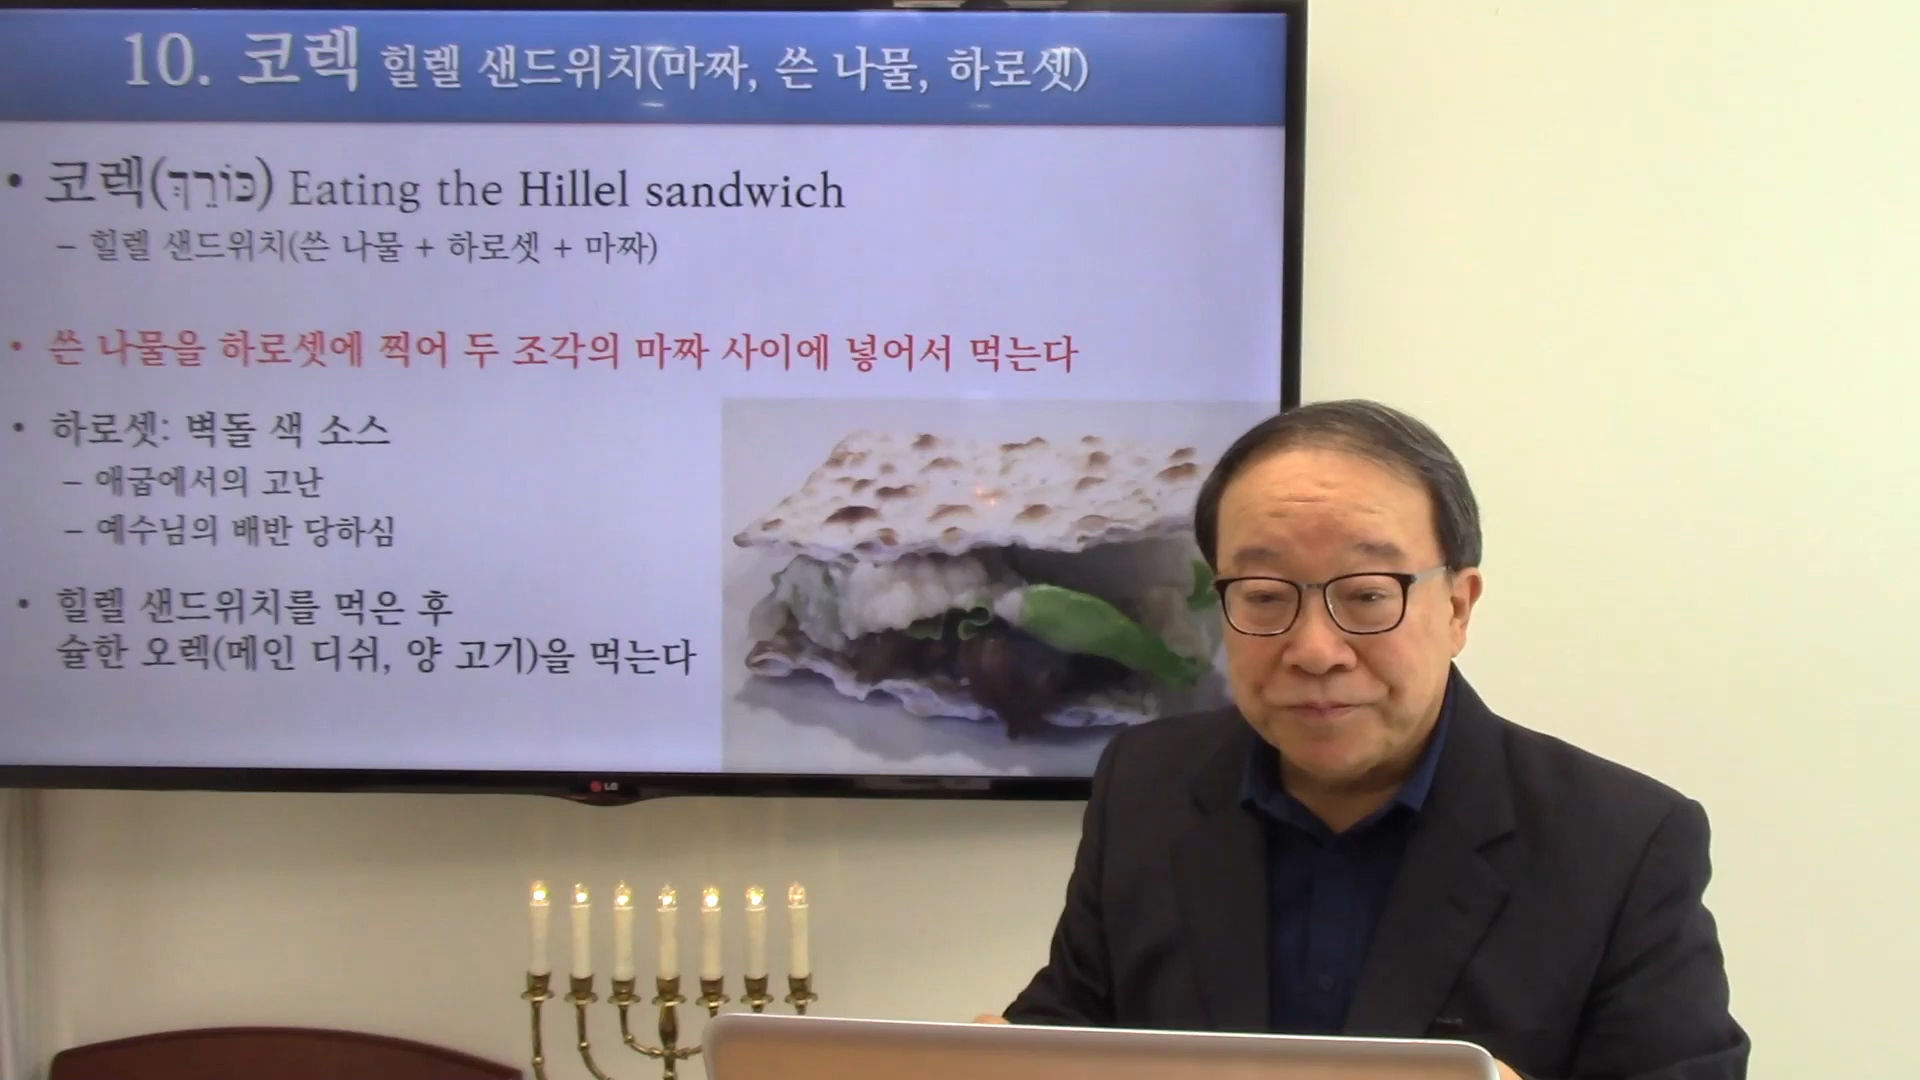 10. 코렉 힐렐 샌드위치(마짜, 쓴 나물, 하로셋)
• 코렉(כּוֹרֵךְ) Eating the Hillel sandwich
– 힐렐 샌드위치(쓴 나물 + 하로셋 + 마짜)
• 쓴 나물을 하로셋에 찍어 두 조각의 마짜 사이에 넣어서 먹는다
• 하로셋: 벽돌 색 소스
– 애굽에서의 고난
– 예수님의 배반 당하심
• 힐렐 샌드위치를 먹은 후
슐한 오렉(메인 디쉬, 양 고기)을 먹는다
LG